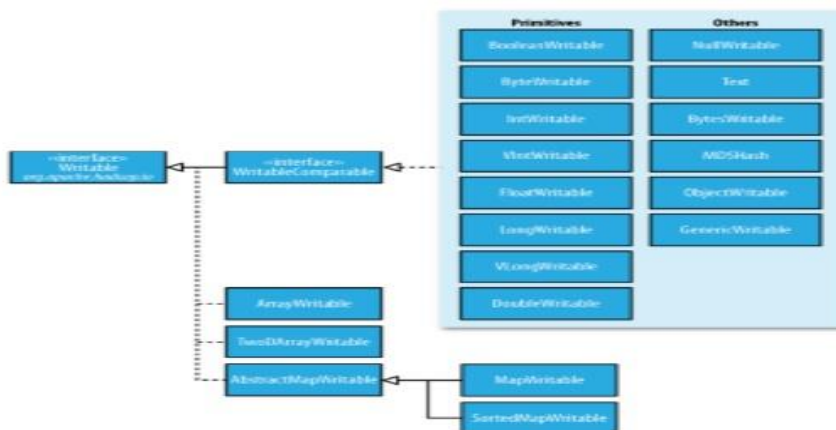 Primitives
Others
BooleanWritable
NullWritable
ByteWritable
Text
IntWritable
BytesWritable
«interface»
Writable
org.apache.hadoop.io
«interface»
WritableComparable
VIntWritable
MD5Hash
FloatWritable
ObjectWritable
LongWritable
GenericWritable
VLongWritable
ArrayWritable
DoubleWritable
TwoDArrayWritable
AbstractMapWritable
MapWritable
SortedMapWritable